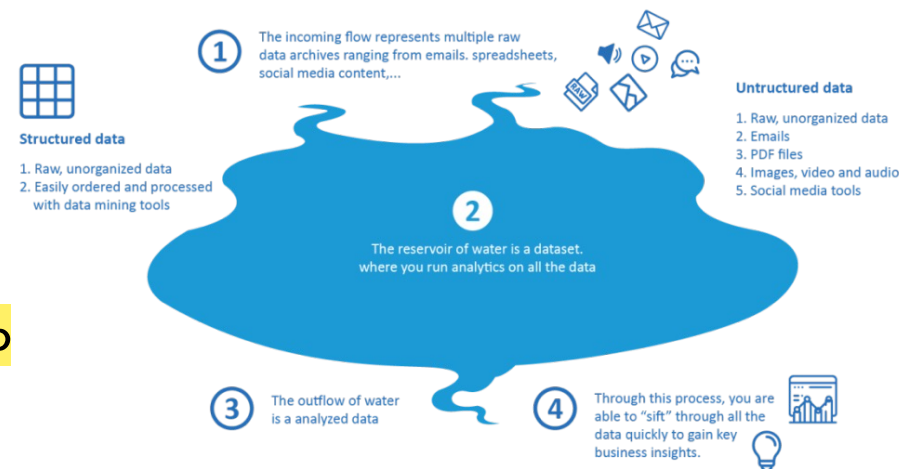 1
The incoming flow represents multiple raw
data archives ranging from emails. spreadsheets,
social media content,...
Structured data
1. Raw, unorganized data
2. Easily ordered and processed
with data mining tools
RAW
Untructured data
1. Raw, unorganized data
2. Emails
3. PDF files
4. Images, video and audio
5. Social media tools
2
The reservoir of water is a dataset.
where you run analytics on all the data
3
The outflow of water
is a analyzed data
4
Through this process, you are
able to “sift” through all the
data quickly to gain key
business insights.